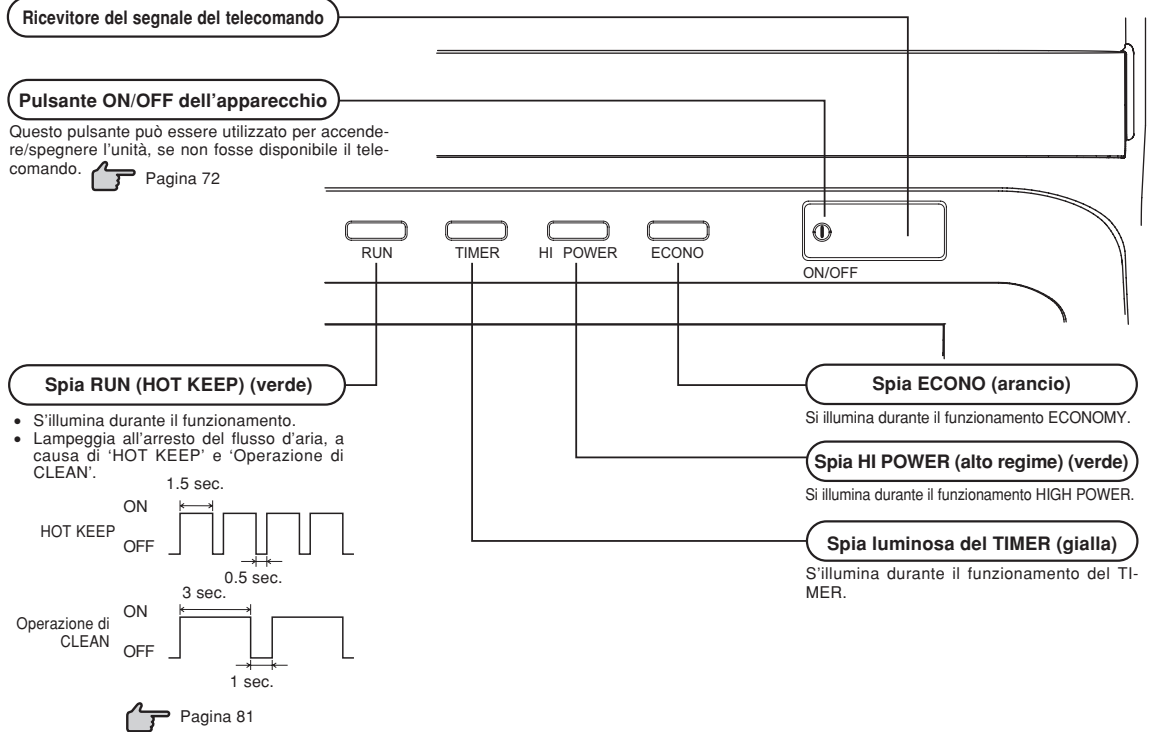 Ricevitore del segnale del telecomando
Pulsante ON/OFF dell'apparecchio
Questo pulsante può essere utilizzato per accende-
re/spegnere l'unità, se non fosse disponibile il tele-
comando. Pagina 72
RUN TIMER HI POWER ECONO
ON/OFF
Spia RUN (HOT KEEP) (verde)
• S'illumina durante il funzionamento.
• Lampeggia all'arresto del flusso d'aria, a
causa di 'HOT KEEP' e 'Operazione di
CLEAN'.
1.5 sec.
ON
HOT KEEP
OFF
0.5 sec.
3 sec.
ON
Operazione di
CLEAN
OFF
1 sec.
Pagina 81
Spia ECONO (arancio)
Si illumina durante il funzionamento ECONOMY.
Spia HI POWER (alto regime) (verde)
Si illumina durante il funzionamento HIGH POWER.
Spia luminosa del TIMER (gialla)
S'illumina durante il funzionamento del TI-
MER.